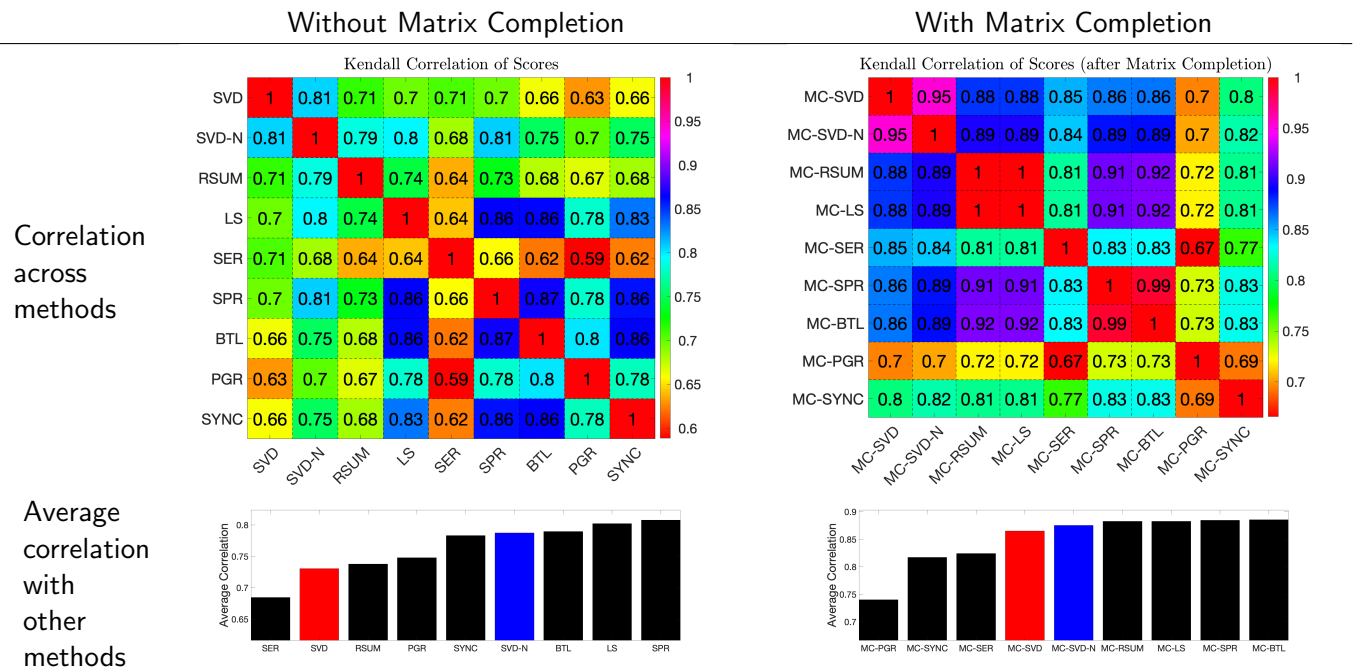 Without Matrix Completion
With Matrix Completion
Correlation
across
methods
Kendall Correlation of Scores
SVD 1 0.81 0.71 0.7 0.71 0.7 0.66 0.63 0.66
SVD-N 0.81 1 0.79 0.8 0.68 0.81 0.75 0.7 0.75
RSUM 0.71 0.79 1 0.74 0.64 0.73 0.68 0.67 0.68
LS 0.7 0.8 0.74 1 0.64 0.86 0.86 0.78 0.83
SER 0.71 0.68 0.64 0.64 1 0.66 0.62 0.59 0.62
SPR 0.7 0.81 0.73 0.86 0.66 1 0.87 0.78 0.86
BTL 0.66 0.75 0.68 0.86 0.62 0.87 1 0.8 0.86
PGR 0.63 0.7 0.67 0.78 0.59 0.78 0.8 1 0.78
SYNC 0.66 0.75 0.68 0.83 0.62 0.86 0.86 0.78 1
SVD SVD-N RSUM LS SER SPR BTL PGR SYNC
1
0.95
0.9
0.85
0.8
0.75
0.7
0.65
0.6
Kendall Correlation of Scores (after Matrix Completion)
MC-SVD 1 0.95 0.88 0.88 0.85 0.86 0.86 0.7 0.8
MC-SVD-N 0.95 1 0.89 0.89 0.84 0.89 0.89 0.7 0.82
MC-RSUM 0.88 0.89 1 1 0.81 0.91 0.92 0.72 0.81
MC-LS 0.88 0.89 1 1 0.81 0.91 0.92 0.72 0.81
MC-SER 0.85 0.84 0.81 0.81 1 0.83 0.83 0.67 0.77
MC-SPR 0.86 0.89 0.91 0.91 0.83 1 0.99 0.73 0.83
MC-BTL 0.86 0.89 0.92 0.92 0.83 0.99 1 0.73 0.83
MC-PGR 0.7 0.7 0.72 0.72 0.67 0.73 0.73 1 0.69
MC-SYNC 0.8 0.82 0.81 0.81 0.77 0.83 0.83 0.69 1
MC-SVD MC-SVD-N MC-RSUM MC-LS MC-SER MC-SPR MC-BTL MC-PGR MC-SYNC
1
0.95
0.9
0.85
0.8
0.75
0.7
Average
correlation
with
other
methods
Average Correlation
0.8
0.75
0.7
0.65
SER SVD RSUM PGR SYNC SVD-N BTL LS SPR
Average Correlation
0.9
0.85
0.8
0.75
0.7
MC-PGR MC-SYNC MC-SER MC-SVD MC-SVD-N MC-RSUM MC-LS MC-SPR MC-BTL